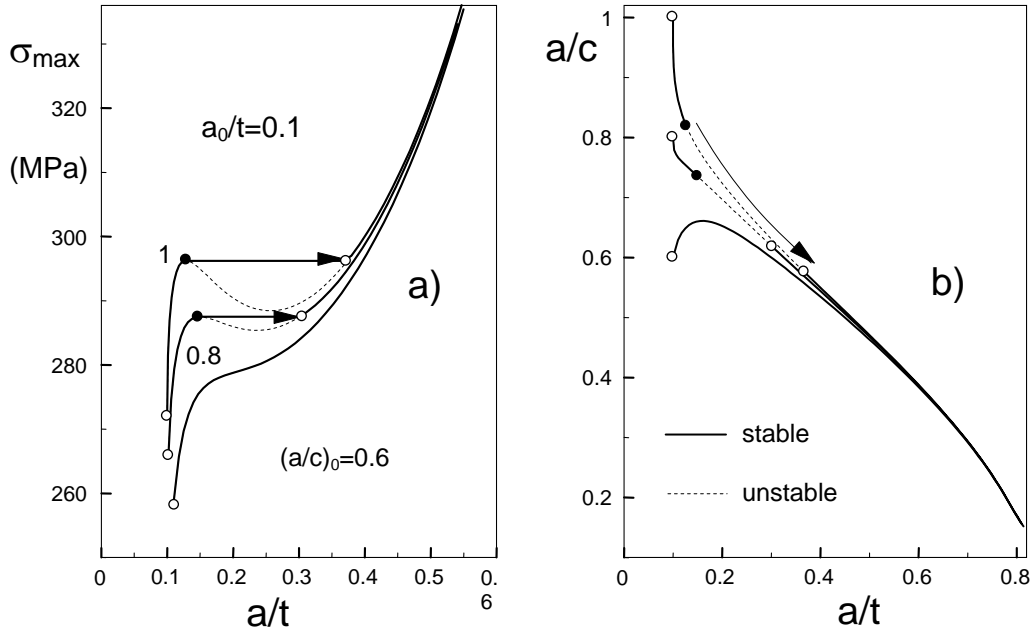 σmax
(MPa)
320
300
280
260
a₀/t=0.1
1
0.8
(a/c)₀=0.6
a)
0 0.1 0.2 0.3 0.4 0.5 0.
6
a/t
a/c
1
0.8
0.6
0.4
0.2
b)
stable
unstable
0 0.2 0.4 0.6 0.8
a/t